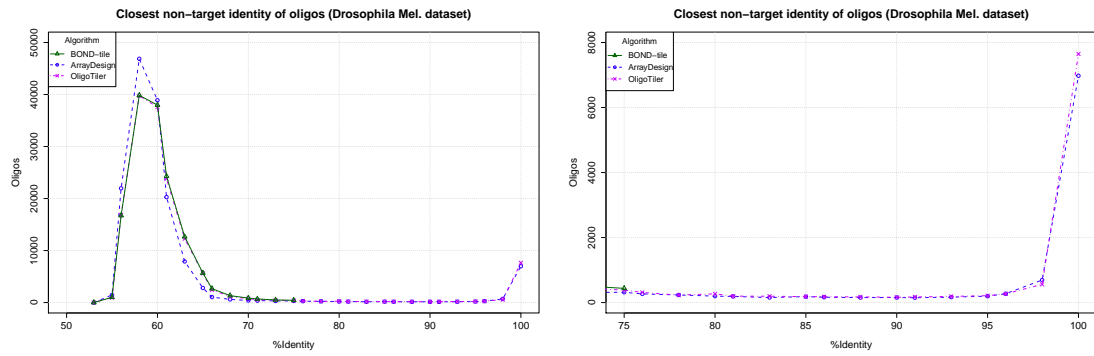 Closest non−target identity of oligos (Drosophila Mel. dataset)
Algorithm
BOND−tile
ArrayDesign
OligoTiler
Oligos
50000
40000
30000
20000
10000
0
50 60 70 80 90 100
%Identity
Closest non−target identity of oligos (Drosophila Mel. dataset)
Algorithm
BOND−tile
ArrayDesign
OligoTiler
Oligos
8000
6000
4000
2000
0
75 80 85 90 95 100
%Identity